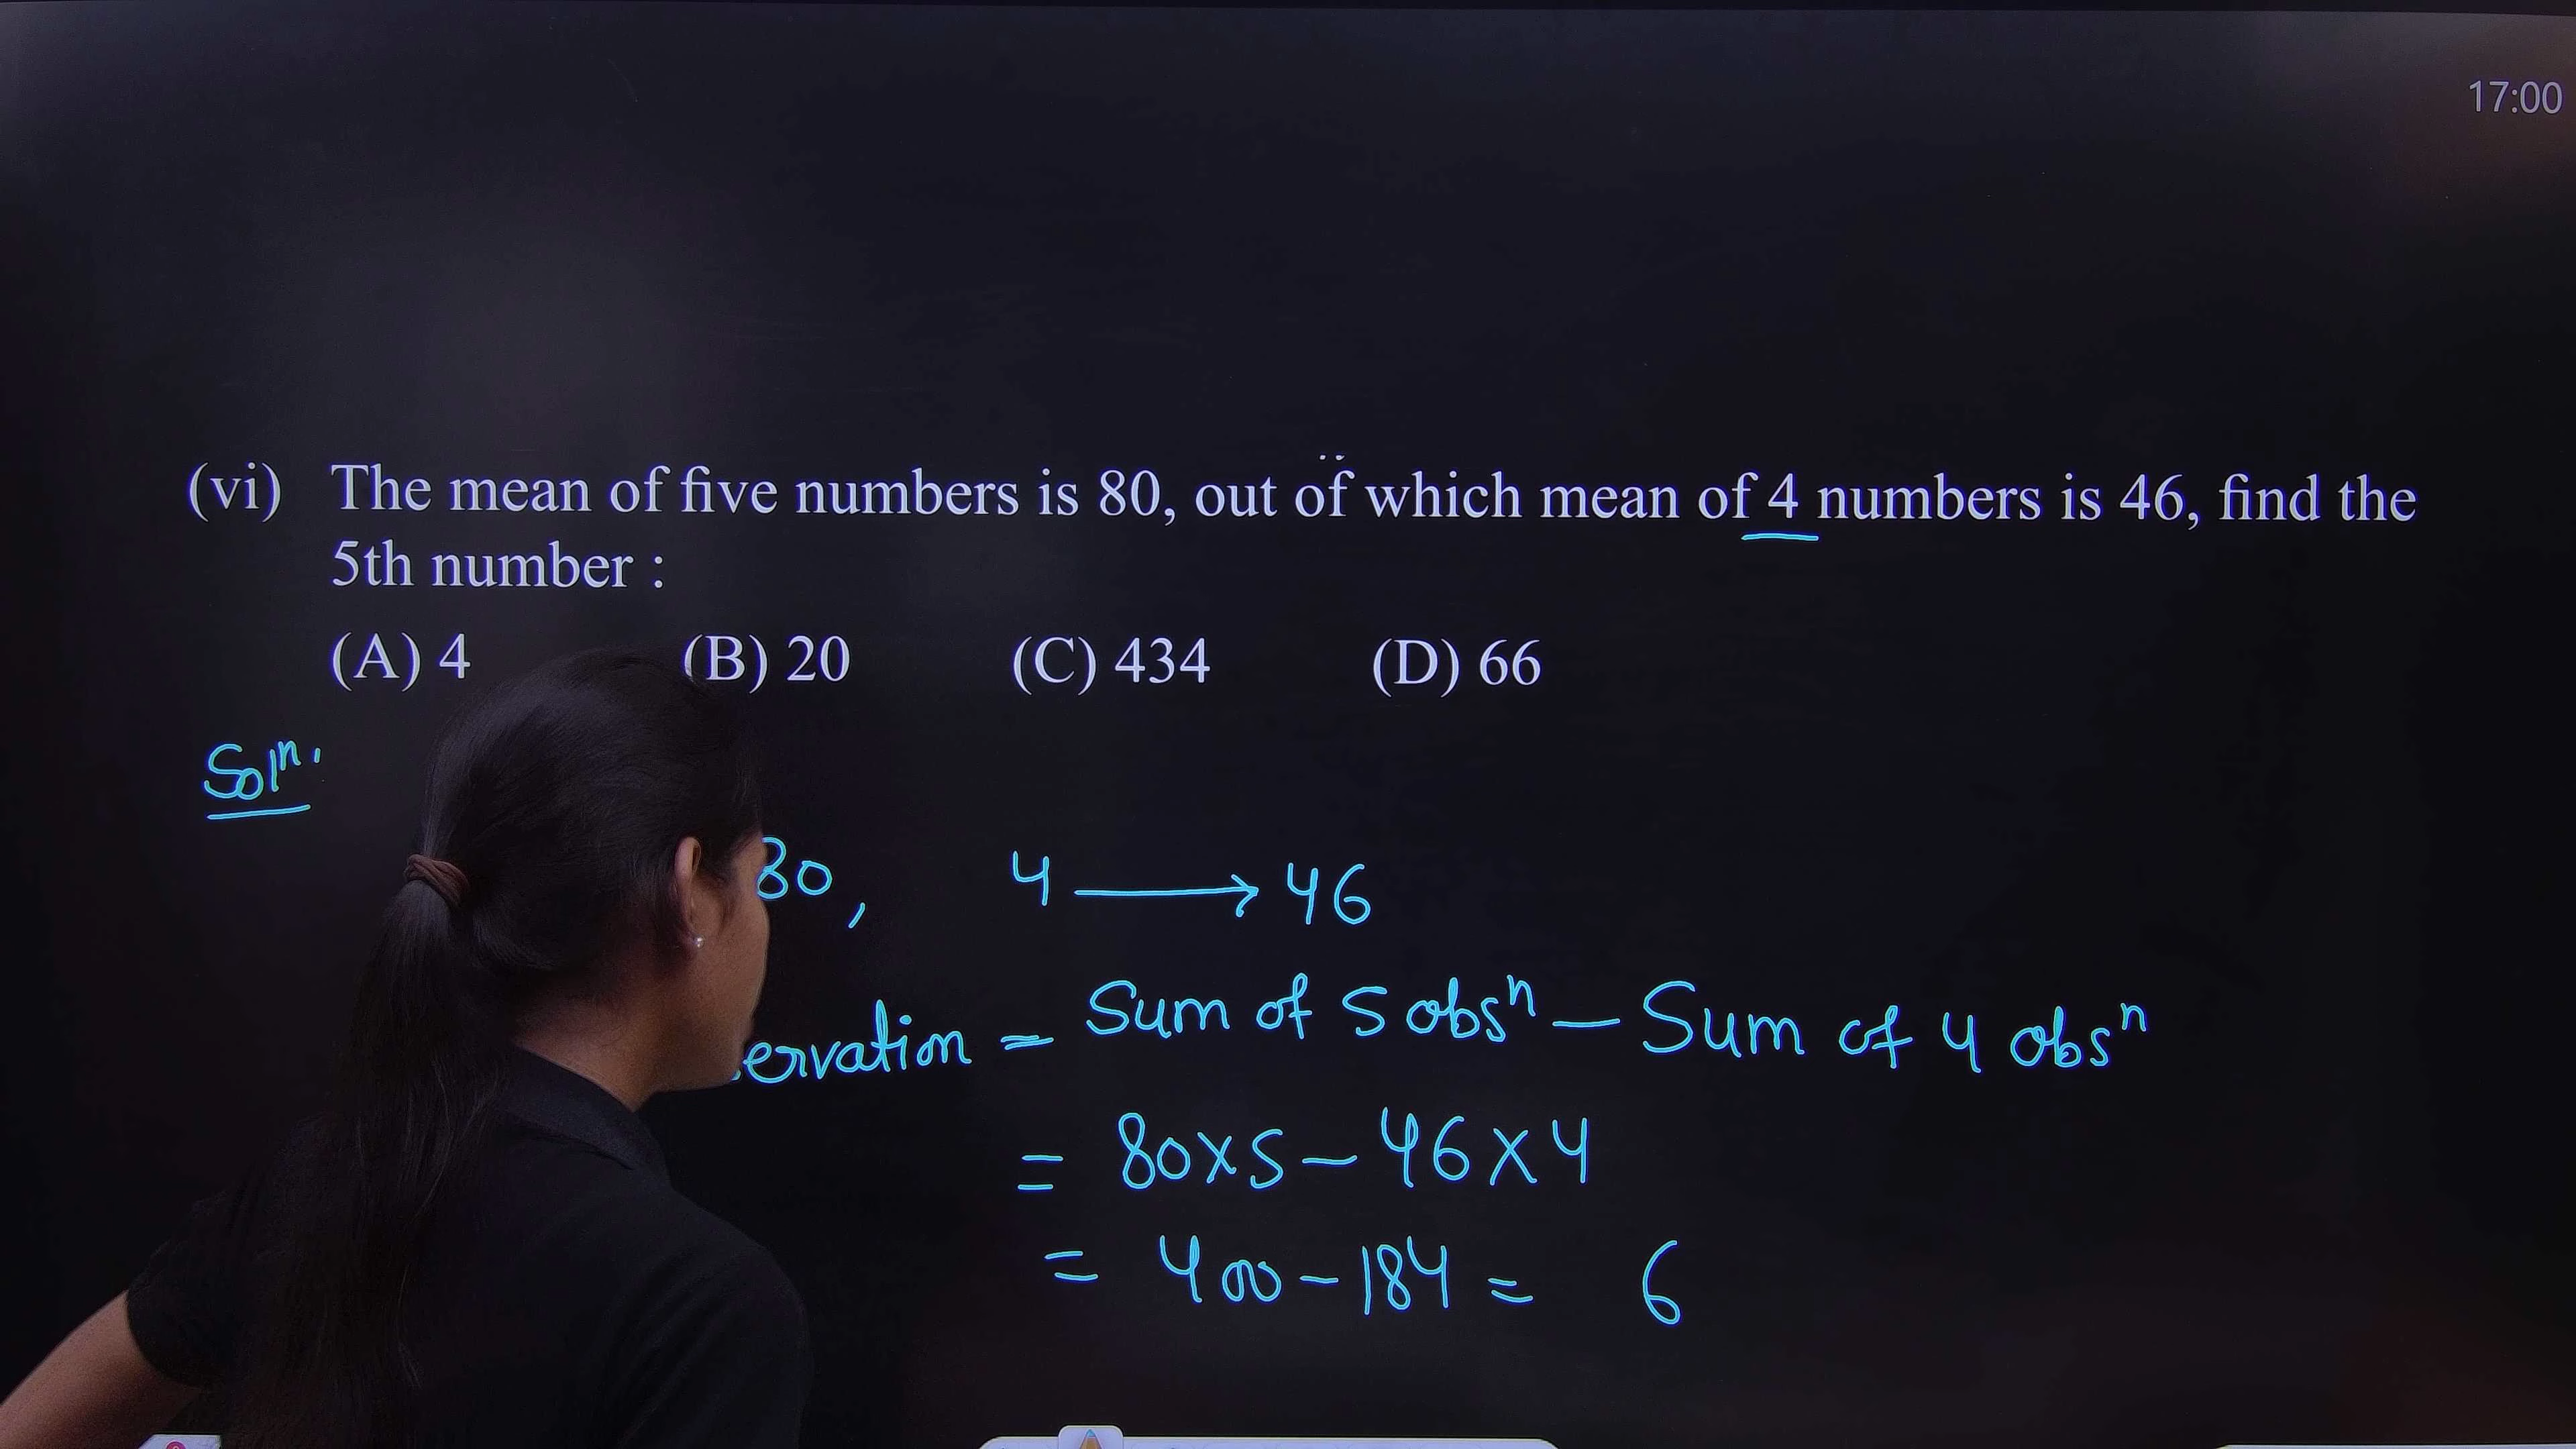 17:00
(vi) The mean of five numbers is 80, out of which mean of 4 numbers is 46, find the
5th number :
(A) 4 (B) 20 (C) 434 (D) 66
Solⁿ.
80, 4 → 46
ervation = Sum of 5 obsⁿ — Sum of 4 obsⁿ
= 80×5 – 46×4
= 400 – 184 = 6